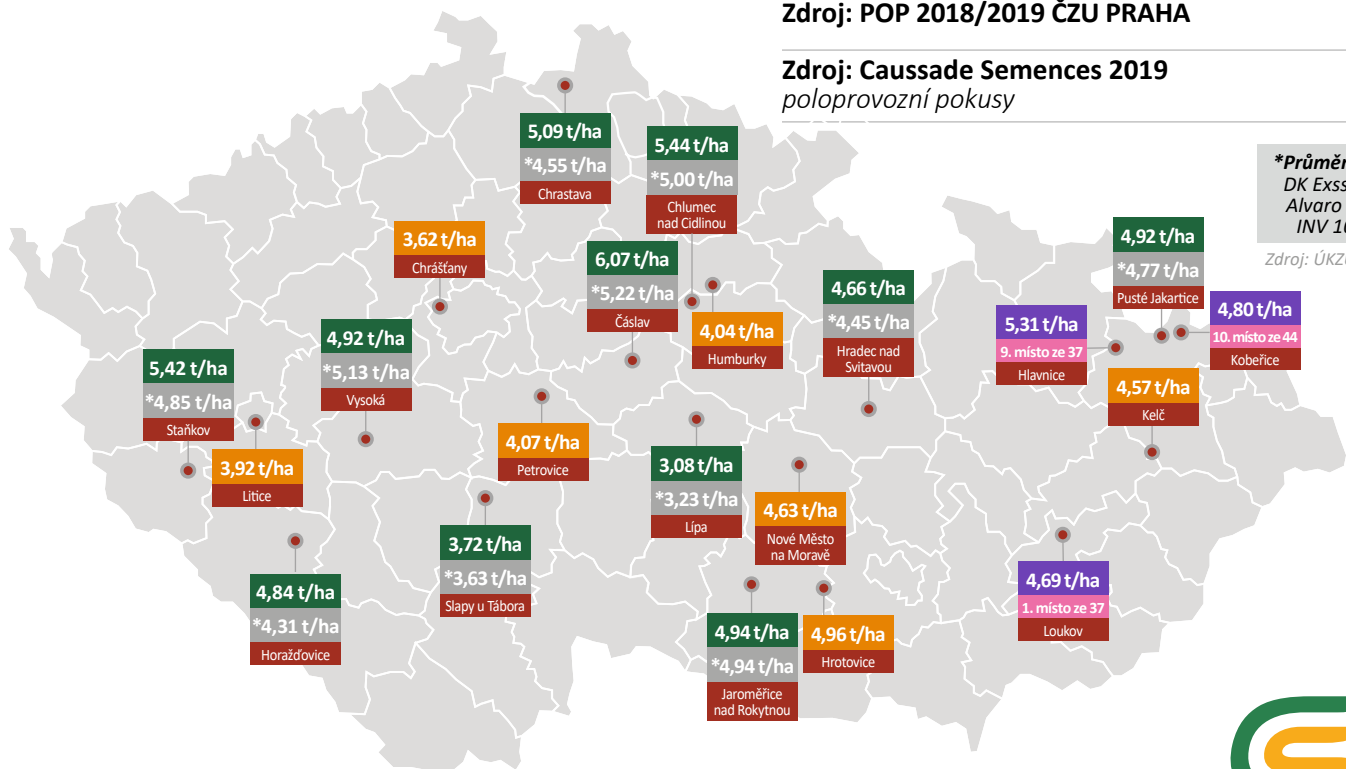 Zdroj: POP 2018/2019 ČZU PRAHA
Zdroj: Caussade Semences 2019
poloprovozní pokusy
DK
Alvaro
INV
Zdroj:
5,09 t/ha
*4,55 t/ha
Chrastava
5,44 t/ha
*5,00 t/ha
Chlumec
nad Cidlinou
3,62 t/ha
Chrášťany
6,07 t/ha
*5,22 t/ha
Čáslav
4,04 t/ha
Humburky
4,66 t/ha
*4,45 t/ha
Hradec nad
Svitavou
4,92 t/ha
*4,77 t/ha
Pusté Jakartice
5,31 t/ha
9. místo ze 37
Hlavnice
4,80 t/ha
10. místo ze 44
Kobeřice
4,57 t/ha
Kelč
4,92 t/ha
*5,13 t/ha
Vysoká
5,42 t/ha
*4,85 t/ha
Staňkov
3,92 t/ha
Litice
4,07 t/ha
Petrovice
3,08 t/ha
*3,23 t/ha
Lípa
4,63 t/ha
Nové Město
na Moravě
3,72 t/ha
*3,63 t/ha
Slapy u Tábora
4,84 t/ha
*4,31 t/ha
Horažďovice
4,94 t/ha
*4,94 t/ha
Jaroměřice
nad Rokytnou
4,96 t/ha
Hrotovice
4,69 t/ha
1. místo ze 37
Loukov